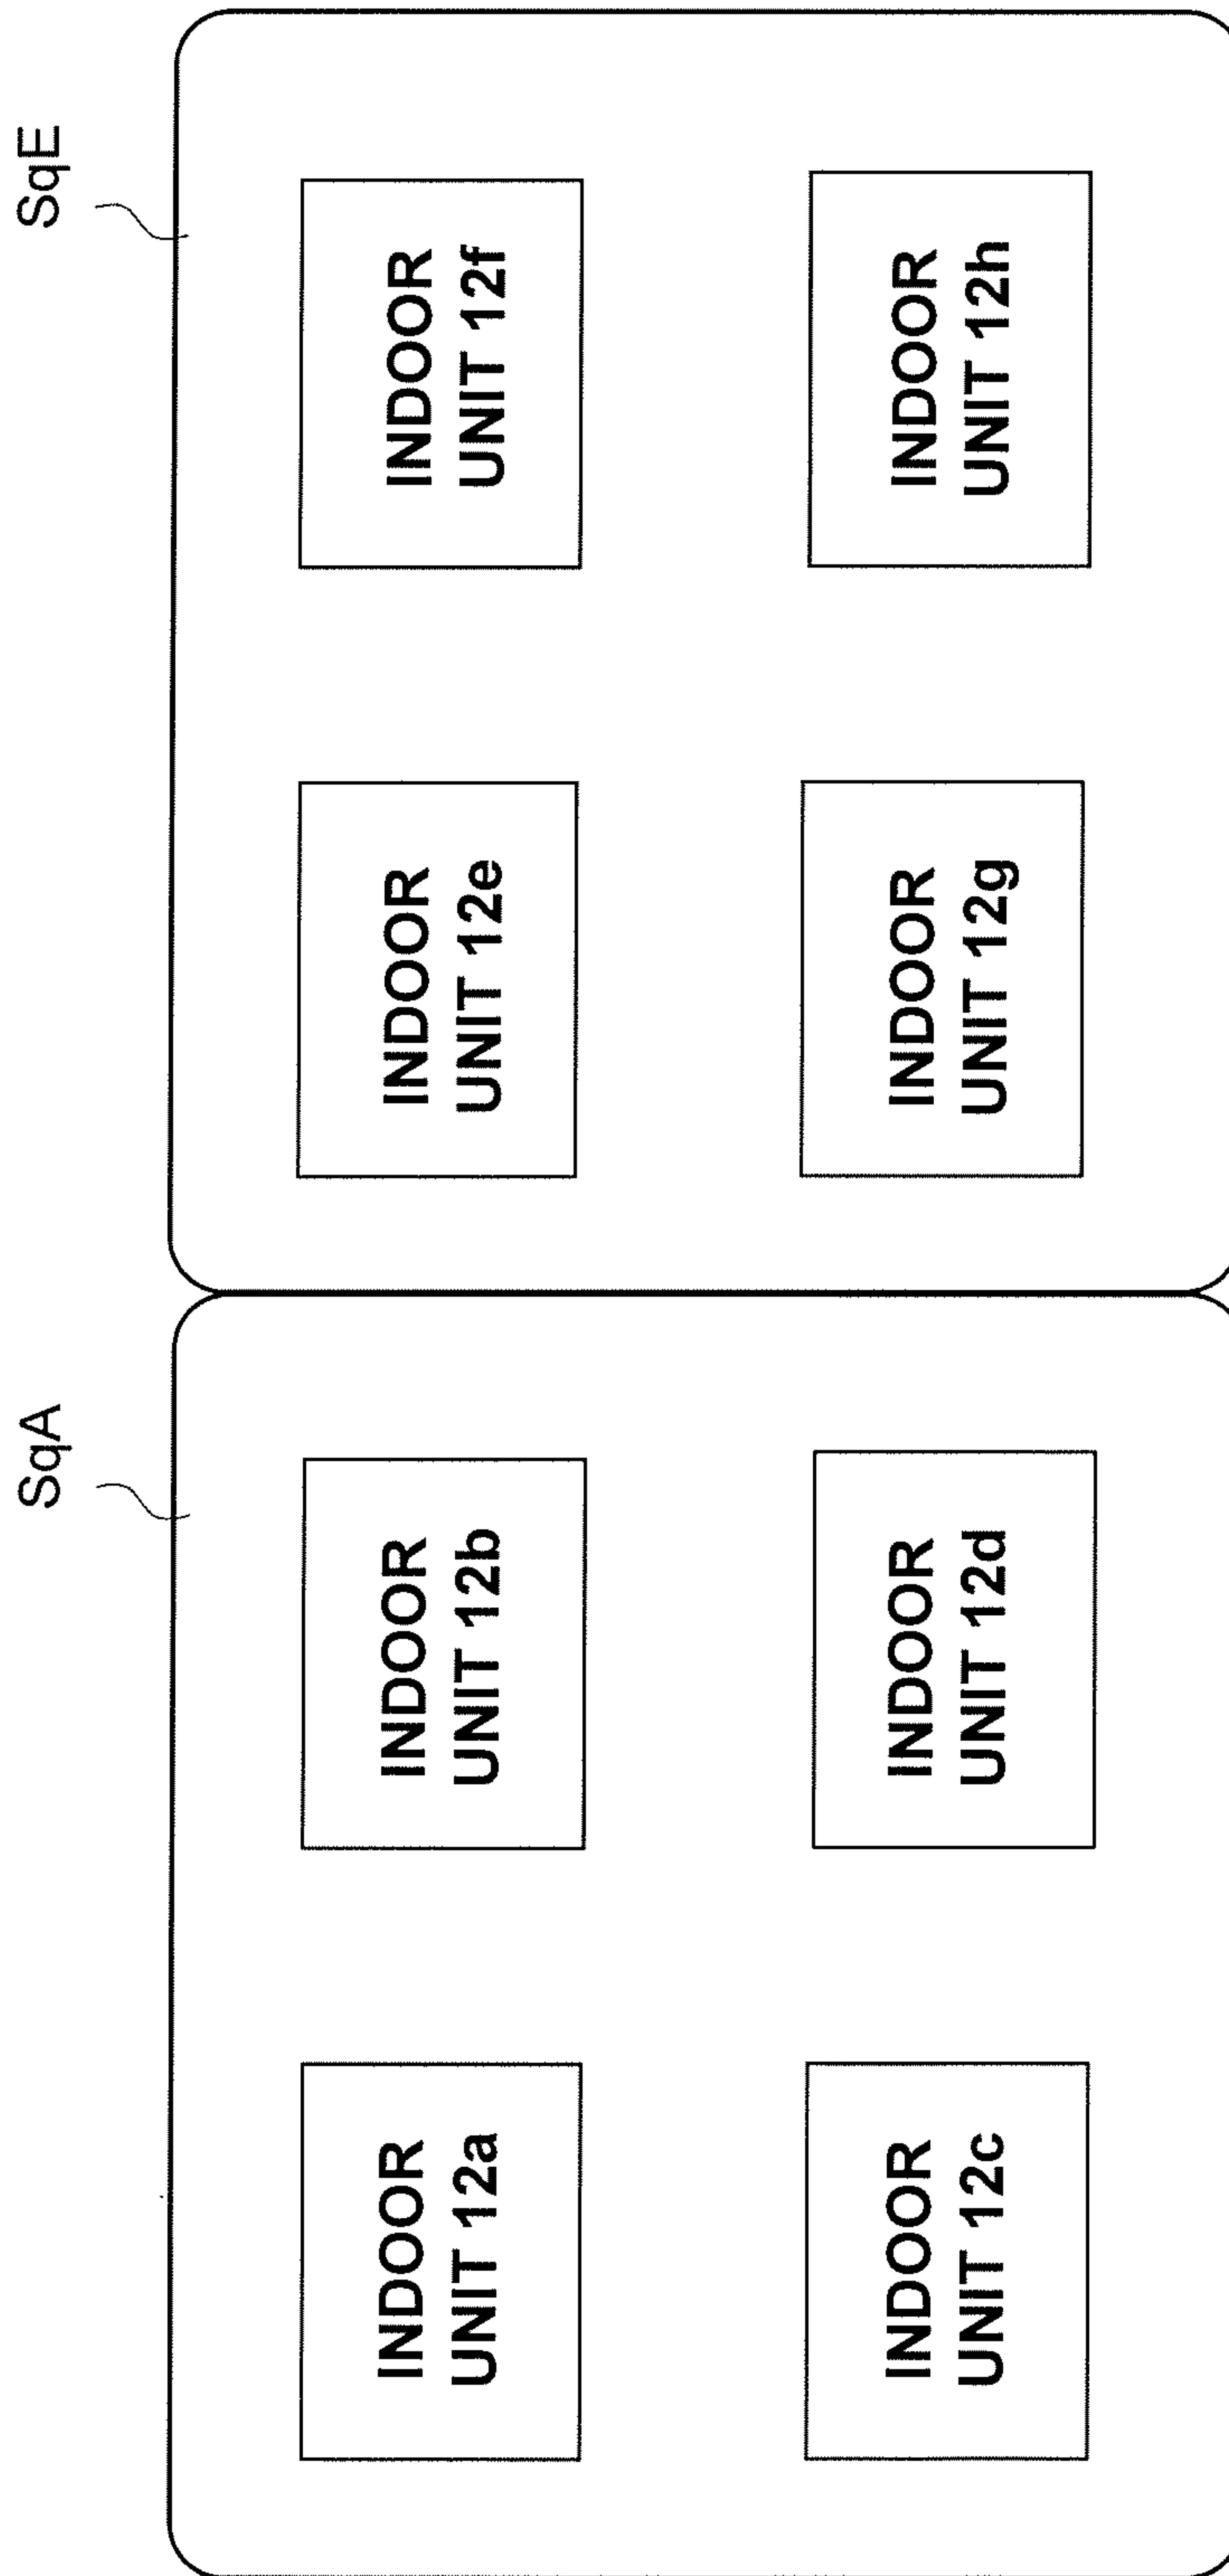 SqA
SqE
INDOOR
UNIT 12a
INDOOR
UNIT 12b
INDOOR
UNIT 12e
INDOOR
UNIT 12f
INDOOR
UNIT 12c
INDOOR
UNIT 12d
INDOOR
UNIT 12g
INDOOR
UNIT 12h